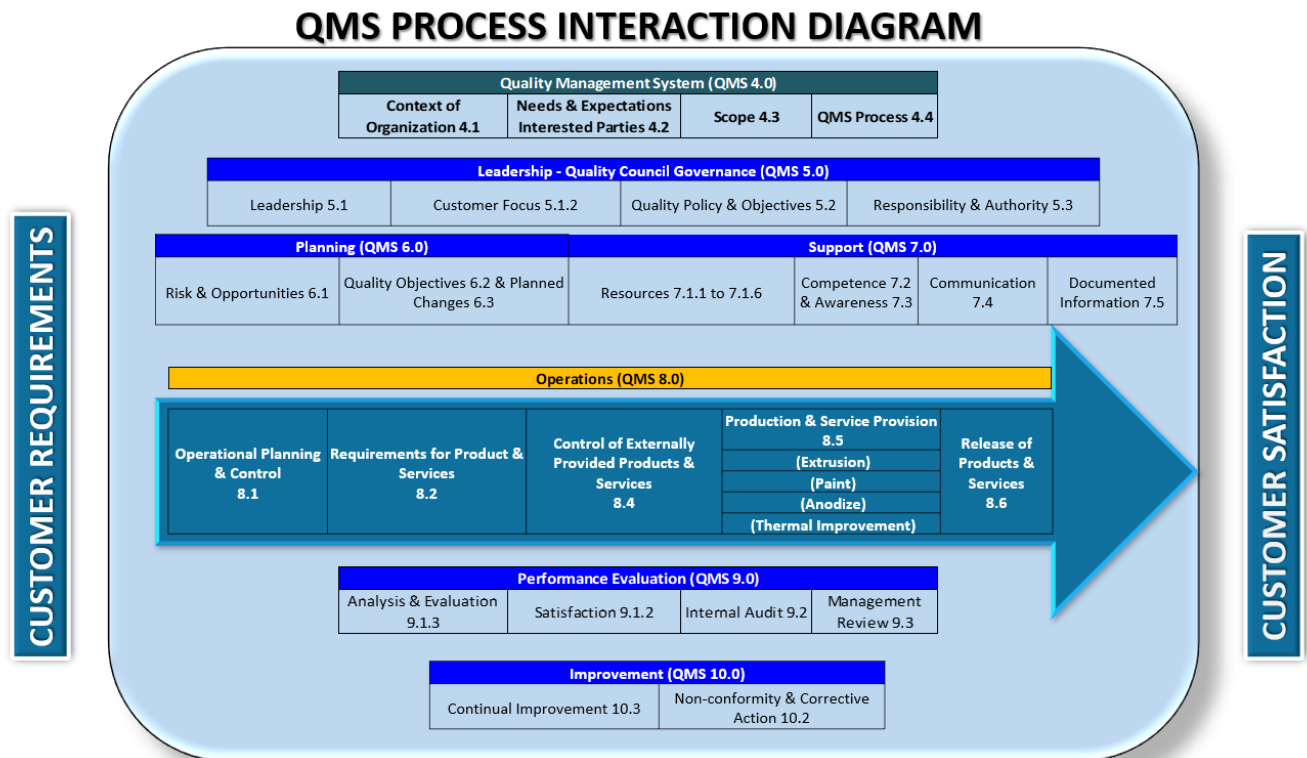 QMS PROCESS INTERACTION DIAGRAM
CUSTOMER REQUIREMENTS
Quality Management System (QMS 4.0)
Context of
Organization 4.1
Needs & Expectations
Interested Parties 4.2
Scope 4.3
QMS Process 4.4
Leadership - Quality Council Governance (QMS 5.0)
Leadership 5.1
Customer Focus 5.1.2
Quality Policy & Objectives 5.2
Responsibility & Authority 5.3
Planning (QMS 6.0)
Risk & Opportunities 6.1
Quality Objectives 6.2 & Planned
Changes 6.3
Support (QMS 7.0)
Resources 7.1.1 to 7.1.6
Competence 7.2
& Awareness 7.3
Communication
7.4
Documented
Information 7.5
Operations (QMS 8.0)
Operational Planning
& Control
8.1
Requirements for Product &
Services
8.2
Control of Externally
Provided Products &
Services
8.4
Production & Service Provision
8.5
(Extrusion)
(Paint)
(Anodize)
(Thermal Improvement)
Release of
Products &
Services
8.6
Performance Evaluation (QMS 9.0)
Analysis & Evaluation
9.1.3
Satisfaction 9.1.2
Internal Audit 9.2
Management
Review 9.3
Improvement (QMS 10.0)
Continual Improvement 10.3
Non-conformity & Corrective
Action 10.2
CUSTOMER SATISFACTION